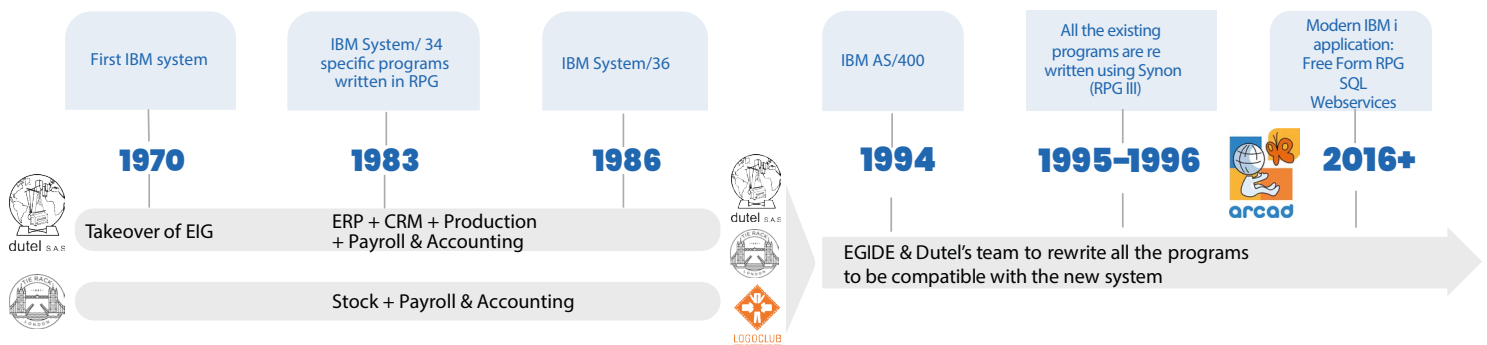 First IBM system
IBM System/ 34
specific programs
written in RPG
IBM System/36
IBM AS/400
All the existing
programs are re
written using Synon
(RPG III)
Modern IBM i
application:
Free Form RPG
SQL
Webservices
1970
1983
1986
1994
1995-1996
2016+
arcad
dutel S.A.S
Takeover of EIG
ERP + CRM + Production
+ Payroll & Accounting
dutel S.A.S
EGIDE & Dutel's team to rewrite all the programs
to be compatible with the new system
TIE RACK
LONDON
Stock + Payroll & Accounting
TIE RACK
LONDON
LOGOCLUB